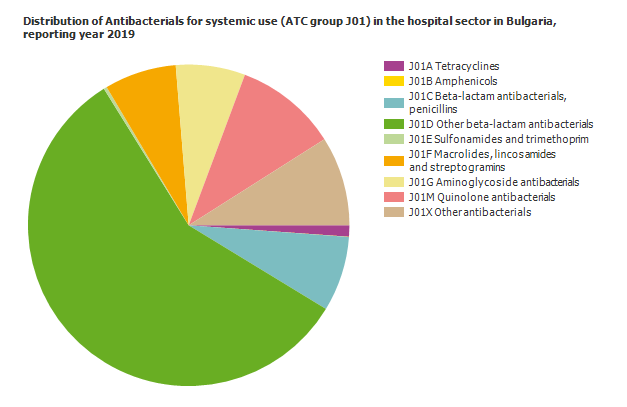 Distribution of Antibacterials for systemic use (ATC group J01) in the hospital sector in Bulgaria,
reporting year 2019
J01A Tetracyclines
J01B Amphenicols
J01C Beta-lactam antibacterials,
penicillins
J01D Other beta-lactam antibacterials
J01E Sulfonamides and trimethoprim
J01F Macrolides, lincosamides
and streptogramins
J01G Aminoglycoside antibacterials
J01M Quinolone antibacterials
J01X Other antibacterials